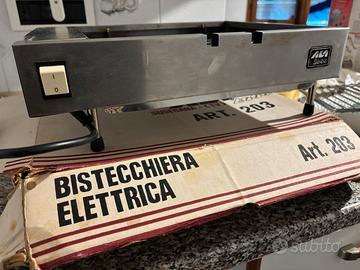 I
O
ART. 203
BISTECCHIERA
ELETTRICA
Art. 203
subito